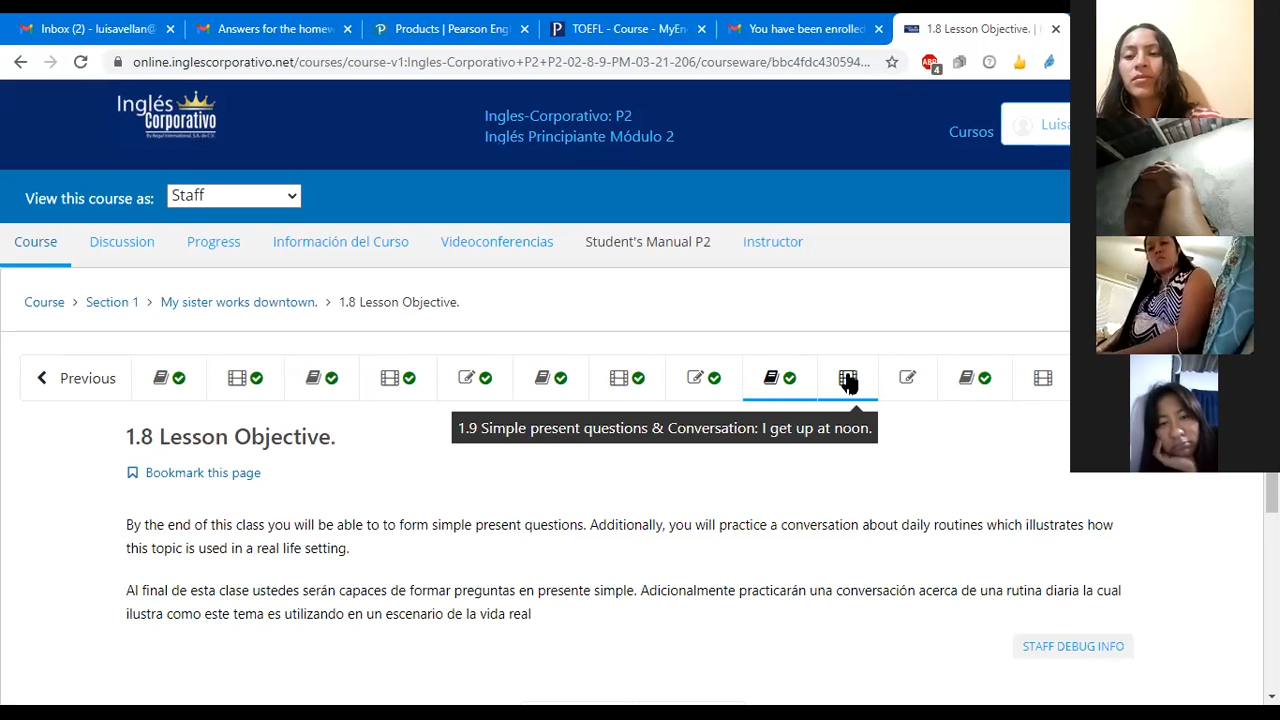 Inbox (2) - luisavellan@
Answers for the homew
Products | Pearson Eng
TOEFL - Course - MyEn
You have been enrolled
1.8 Lesson Objective. |
online.inglescorporativo.net/courses/course-v1:Ingles-Corporativo+P2+P2-02-8-9-PM-03-21-206/courseware/bbc4fdc430594...
ABP
4
Inglés
Corporativo
By Regal International, S.A. de C.V.
Ingles-Corporativo: P2
Inglés Principiante Módulo 2
Cursos
Luisa
View this course as:
Staff
Course
Discussion
Progress
Información del Curso
Videoconferencias
Student's Manual P2
Instructor
Course > Section 1 > My sister works downtown. > 1.8 Lesson Objective.
Previous
1.9 Simple present questions & Conversation: I get up at noon.
1.8 Lesson Objective.
Bookmark this page
By the end of this class you will be able to to form simple present questions. Additionally, you will practice a conversation about daily routines which illustrates how
this topic is used in a real life setting.
Al final de esta clase ustedes serán capaces de formar preguntas en presente simple. Adicionalmente practicarán una conversación acerca de una rutina diaria la cual
ilustra como este tema es utilizando en un escenario de la vida real
STAFF DEBUG INFO